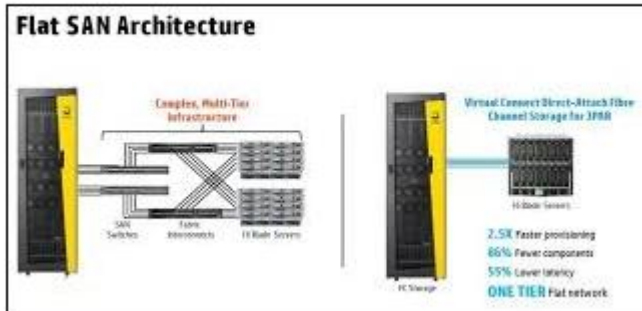 Flat SAN Architecture
Complex, Multi-Tier
Infrastructure
SAN
Switches
Fabric
Interconnects
16 Blade Servers
Virtual Connect Direct-Attach Fibre
Channel Storage for 3PAR
16 Blade Servers
FC Storage
2.5X Faster provisioning
86% Fewer components
55% Lower latency
ONE TIER Flat network